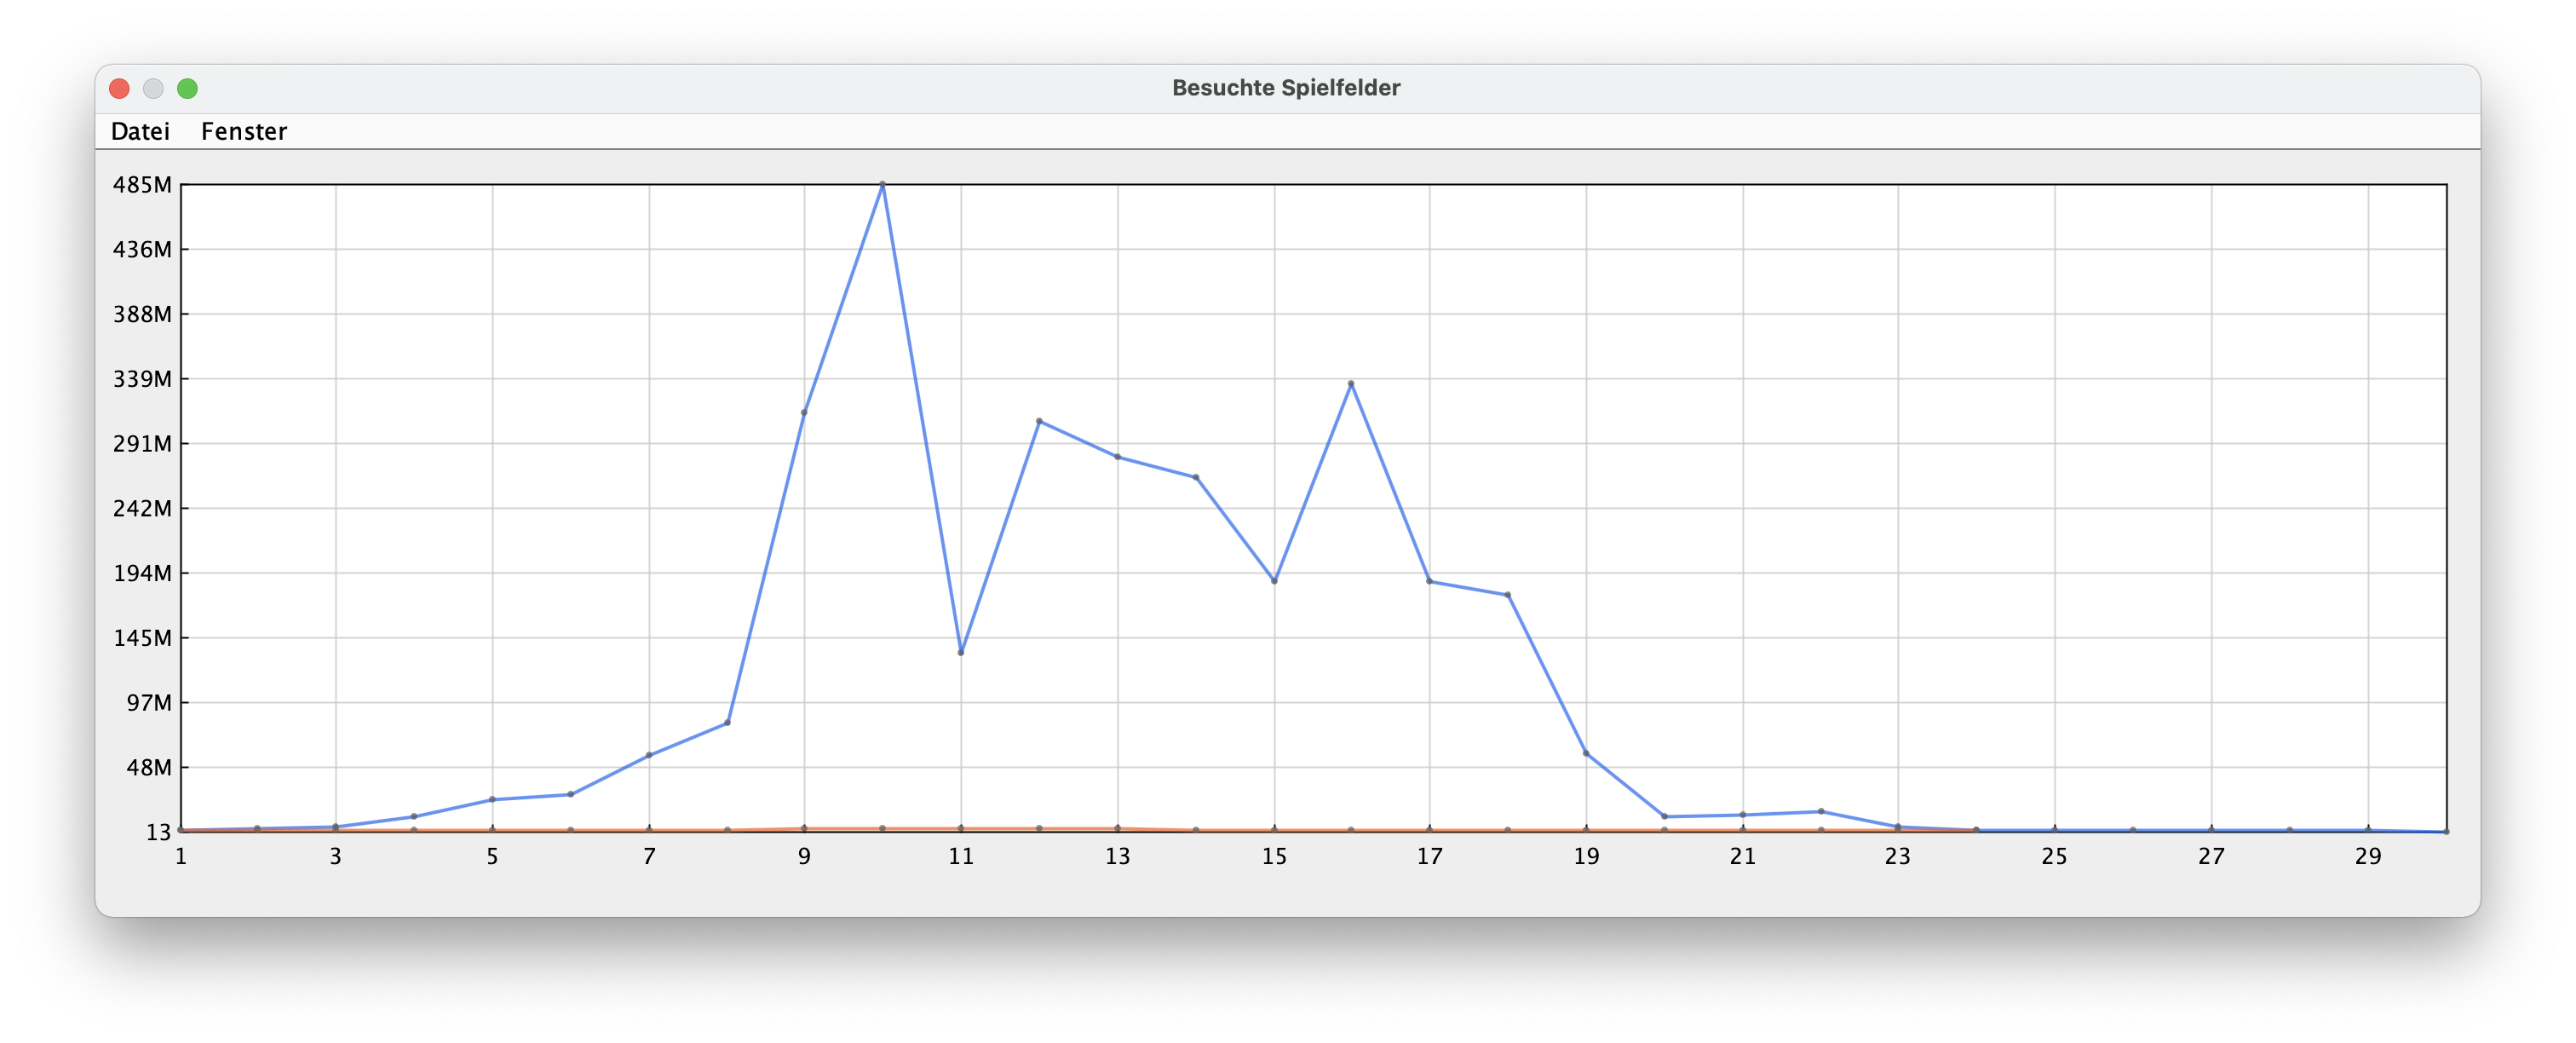 Besuchte Spielfelder
Datei Fenster
485M
436M
388M
339M
291M
242M
194M
145M
97M
48M
13
1 3 5 7 9 11 13 15 17 19 21 23 25 27 29